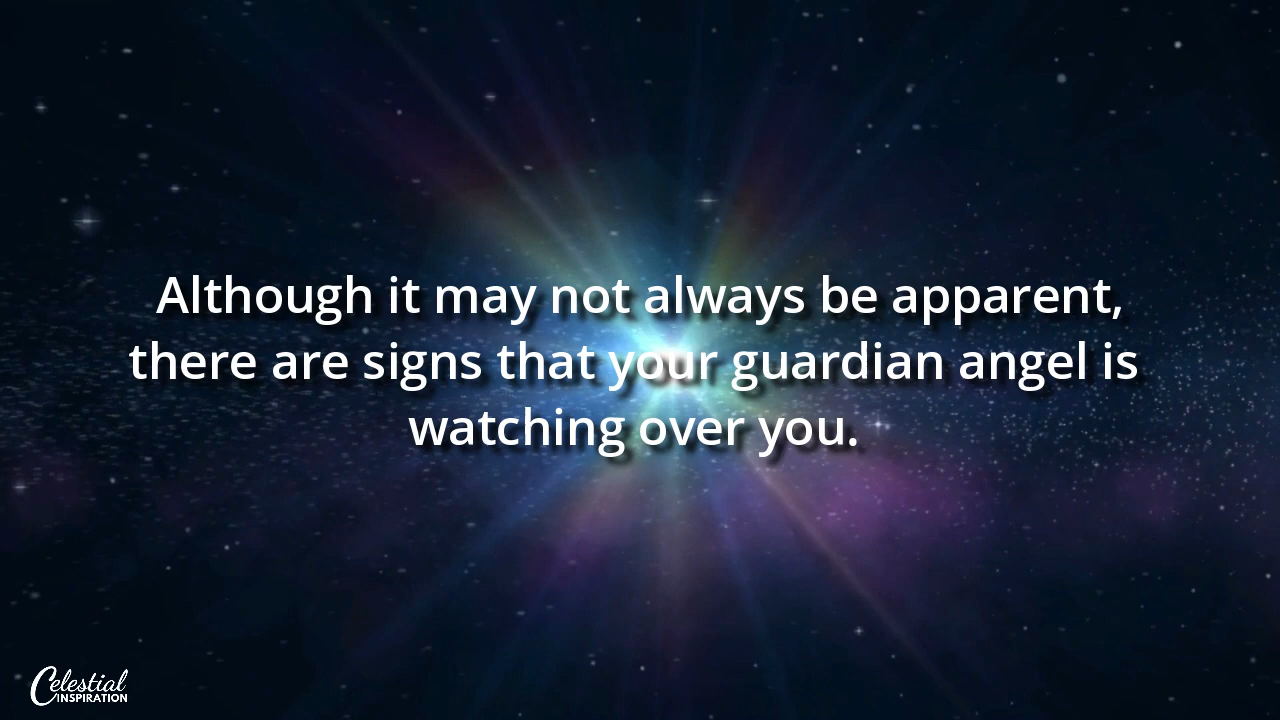 Although it may not always be apparent,
there are signs that your guardian angel is
watching over you.
Celestial
INSPIRATION